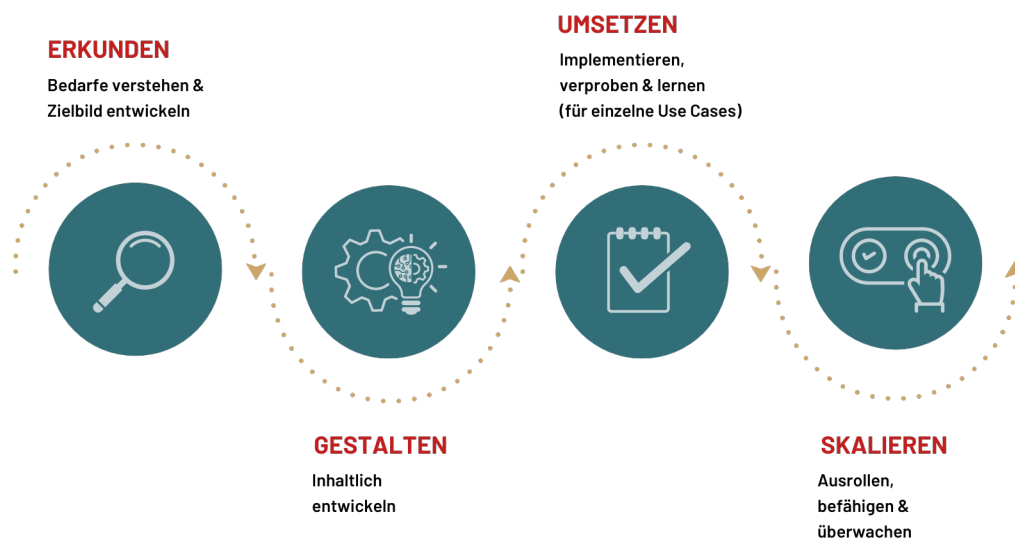 ERKUNDEN
Bedarfe verstehen &
Zielbild entwickeln
GESTALTEN
Inhaltlich
entwickeln
UMSETZEN
Implementieren,
verproben & lernen
(für einzelne Use Cases)
SKALIEREN
Ausrollen,
befähigen &
überwachen